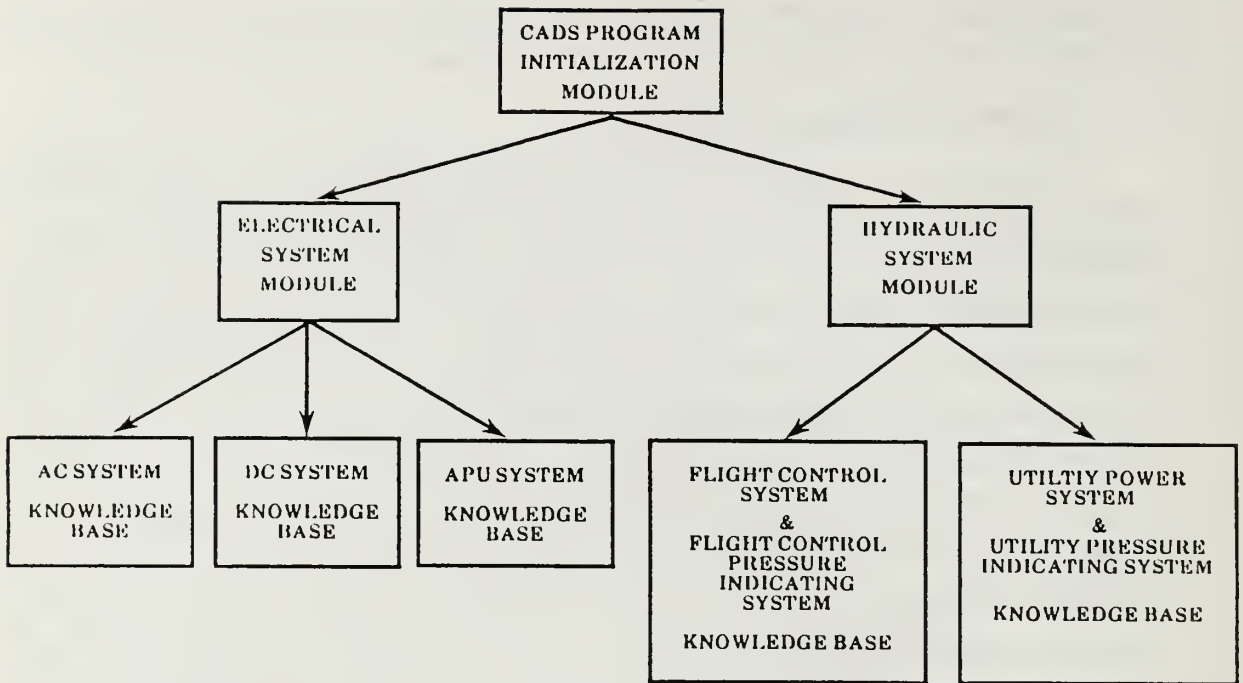 CADS PROGRAM
INITIALIZATION
MODULE
ELECTRICAL
SYSTEM
MODULE
HYDRAULIC
SYSTEM
MODULE
AC SYSTEM
KNOWLEDGE
BASE
DC SYSTEM
KNOWLEDGE
BASE
APU SYSTEM
KNOWLEDGE
BASE
FLIGHT CONTROL
SYSTEM
&
FLIGHT CONTROL
PRESSURE
INDICATING
SYSTEM
KNOWLEDGE BASE
UTILTIY POWER
SYSTEM
&
UTILITY PRESSURE
INDICATING SYSTEM
KNOWLEDGE BASE